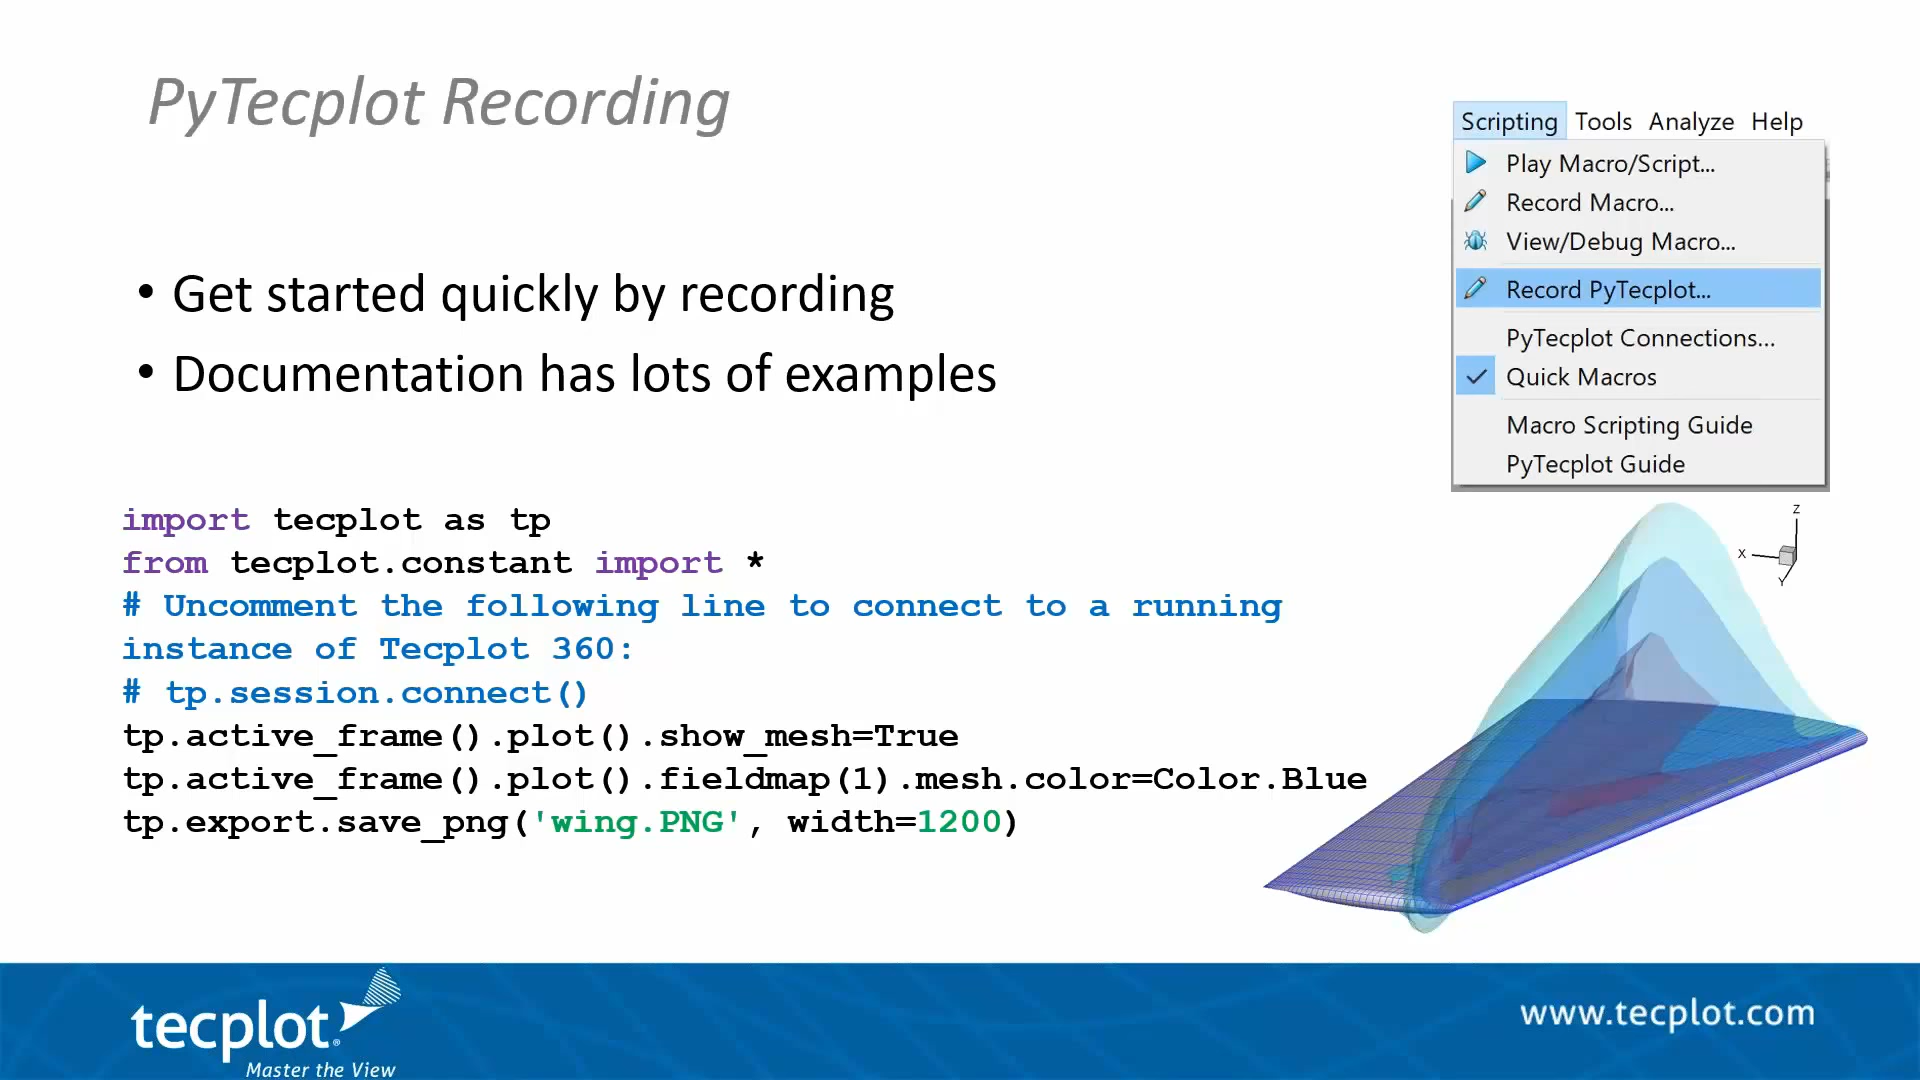 PyTecplot Recording
• Get started quickly by recording
• Documentation has lots of examples
Scripting Tools Analyze Help
Play Macro/Script...
Record Macro...
View/Debug Macro...
Record PyTecplot...
PyTecplot Connections...
Quick Macros
Macro Scripting Guide
PyTecplot Guide
import tecplot as tp
from tecplot.constant import *
# Uncomment the following line to connect to a running
instance of Tecplot 360:
# tp.session.connect()
tp.active_frame().plot().show_mesh=True
tp.active_frame().plot().fieldmap(1).mesh.color=Color.Blue
tp.export.save_png('wing.PNG', width=1200)
Z
X
Y
tecplot®
Master the View
www.tecplot.com